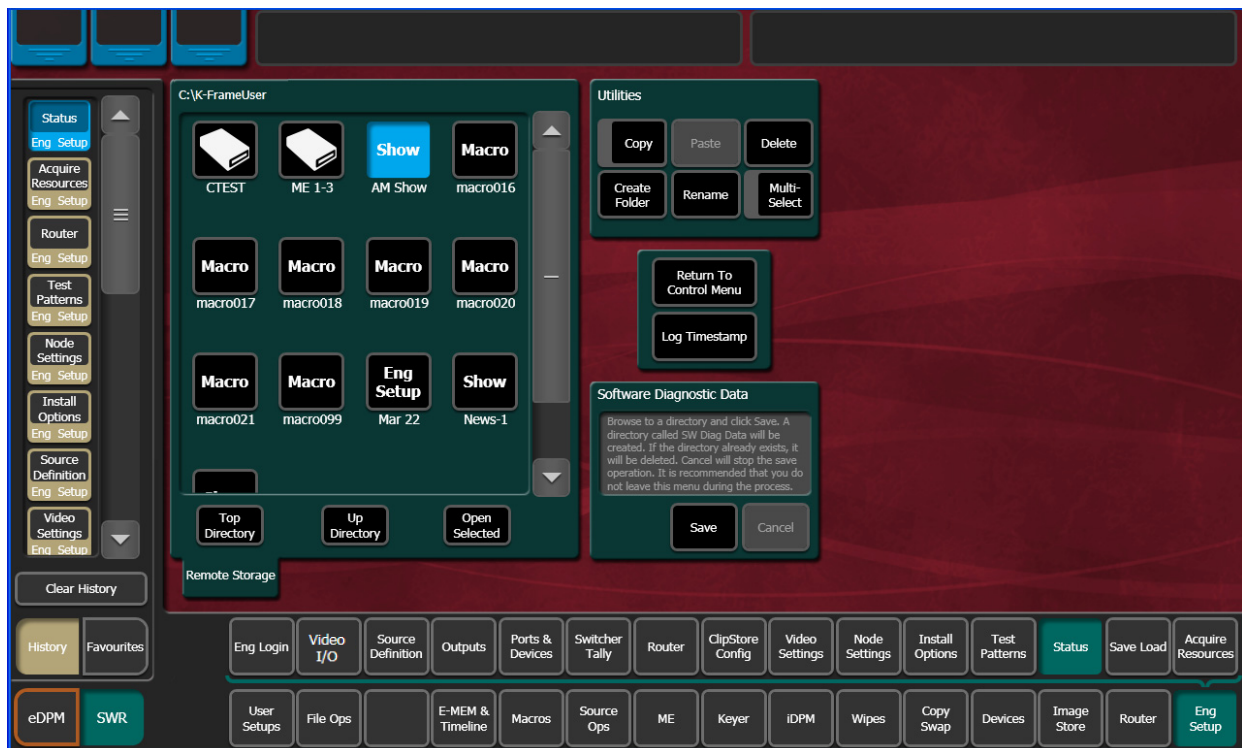 Status
Eng Setup
Acquire
Resources
Eng Setup
Router
Eng Setup
Test
Patterns
Eng Setup
Node
Settings
Eng Setup
Install
Options
Eng Setup
Source
Definition
Eng Setup
Video
Settings
Eng Setup
Clear History
History
Favourites
eDPM
SWR
C:\K-FrameUser
CTEST
ME 1-3
Show
AM Show
Macro
macro016
Macro
macro017
Macro
macro018
Macro
macro019
Macro
macro020
Macro
macro021
Macro
macro099
Eng
Setup
Mar 22
Show
News-1
Top
Directory
Up
Directory
Open
Selected
Remote Storage
Utilities
Copy
Paste
Delete
Create
Folder
Rename
Multi-
Select
Return To
Control Menu
Log Timestamp
Software Diagnostic Data
Browse to a directory and click Save. A
directory called SW Diag Data will be
created. If the directory already exists, it
will be deleted. Cancel will stop the save
operation. It is recommended that you do
not leave this menu during the process.
Save
Cancel
Eng Login
Video
I/O
Source
Definition
Outputs
Ports &
Devices
Switcher
Tally
Router
ClipStore
Config
Video
Settings
Node
Settings
Install
Options
Test
Patterns
Status
Save Load
Acquire
Resources
User
Setups
File Ops
E-MEM &
Timeline
Macros
Source
Ops
ME
Keyer
iDPM
Wipes
Copy
Swap
Devices
Image
Store
Router
Eng
Setup